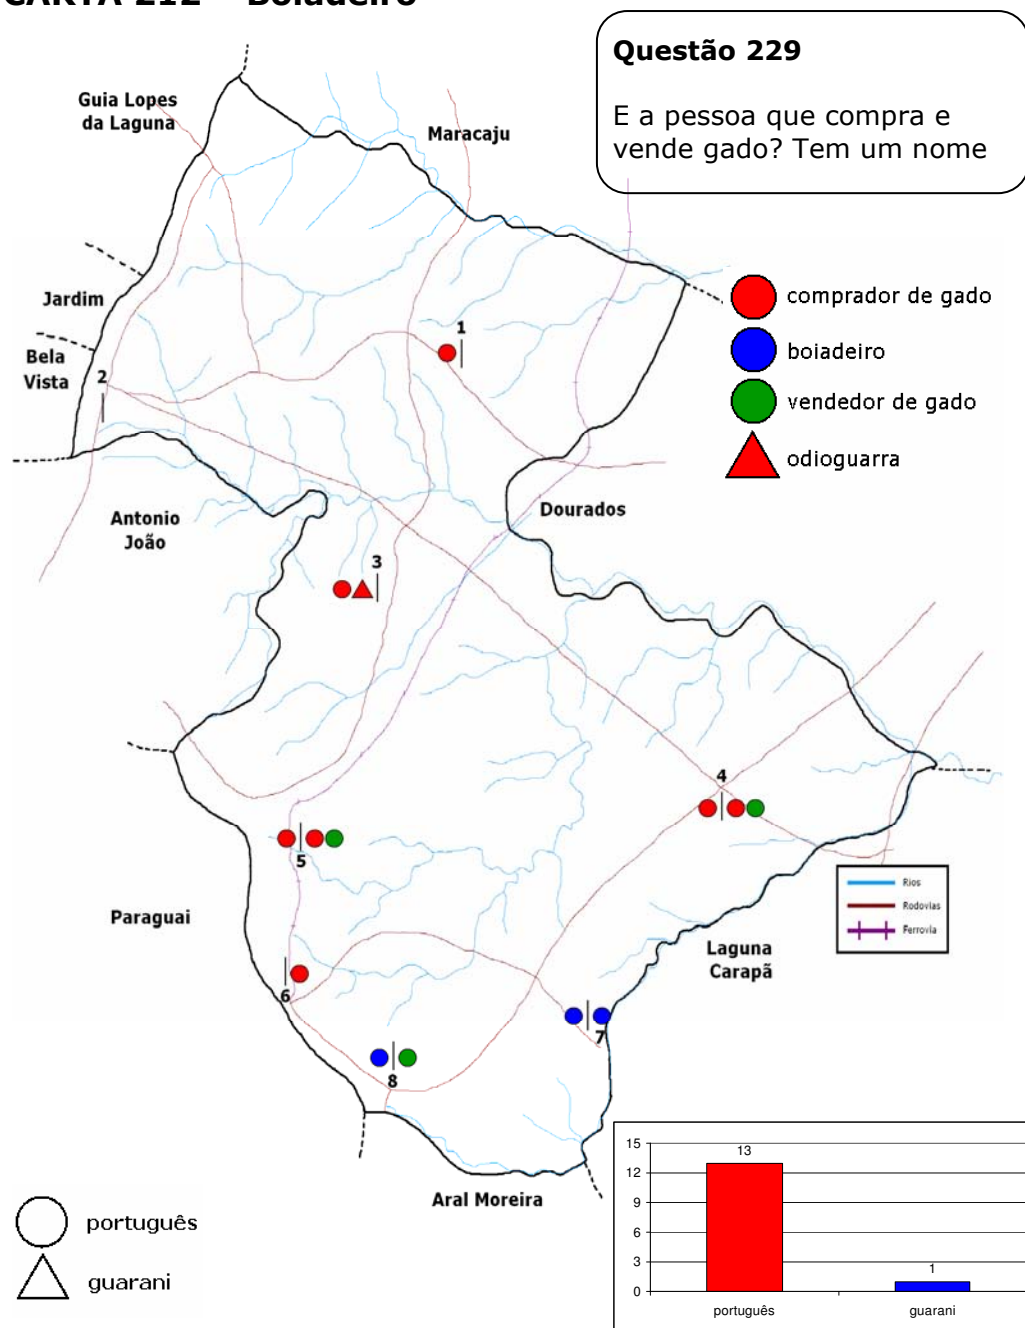 CARTA 212 – Boiadeiro
Questão 229
E a pessoa que compra e
vende gado? Tem um nome
Guia Lopes
da Laguna
Maracaju
comprador de gado
boiadeiro
vendedor de gado
odioguarra
Jardim
Bela
Vista
1
2
Antonio
João
Dourados
3
4
5
Rios
Rodovias
Ferrovia
Paraguai
Laguna
Carapã
6
7
8
Aral Moreira
português
guarani
15
12
9
6
3
0
13
1
português
guarani